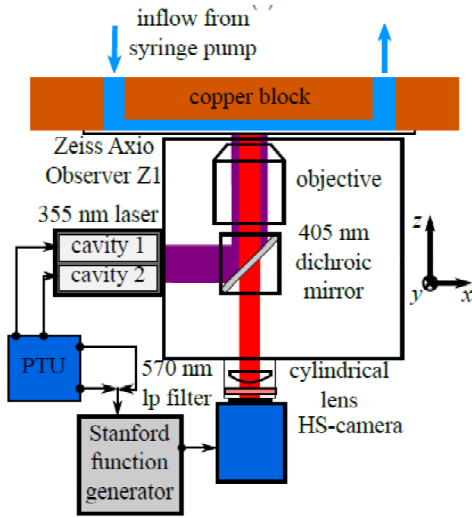 inflow from
syringe pump
copper block
Zeiss Axio
Observer Z1
objective
355 nm laser
cavity 1
cavity 2
405 nm
dichroic
mirror
z
y
x
PTU
570 nm
lp filter
cylindrical
lens
HS-camera
Stanford
function
generator